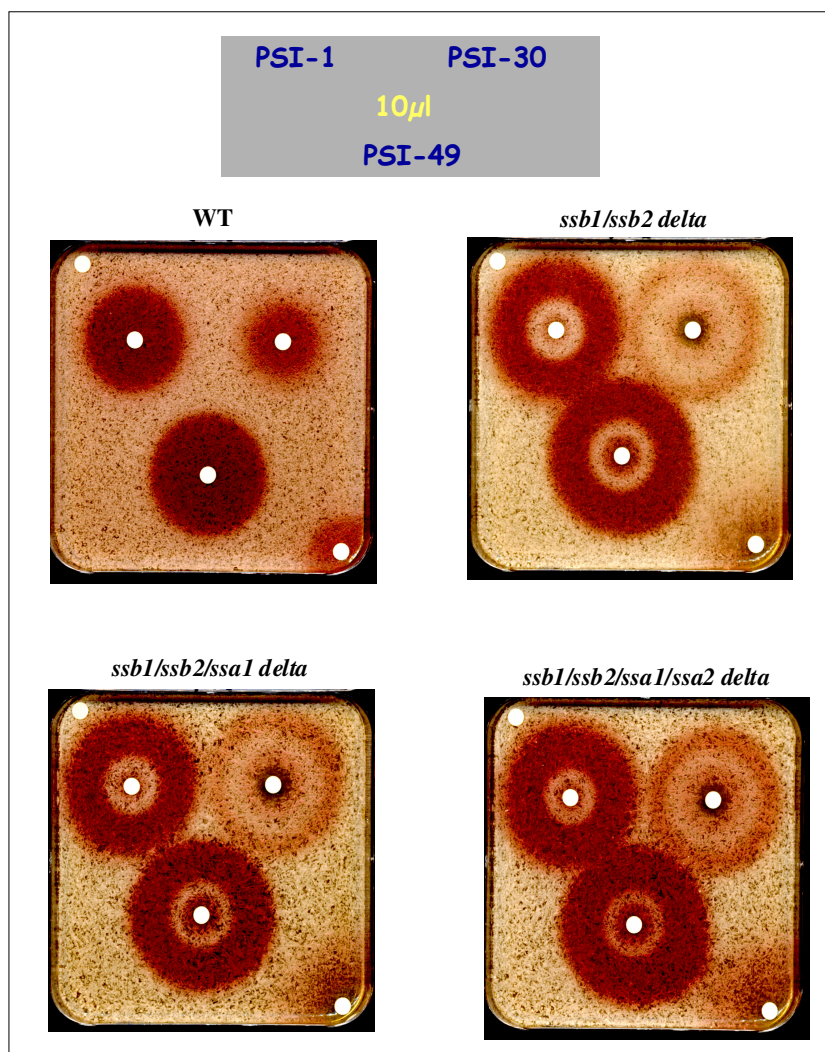 PSI-1 PSI-30
10µl
PSI-49
WT
ssb1/ssb2 delta
ssb1/ssb2/ssa1 delta
ssb1/ssb2/ssa1/ssa2 delta